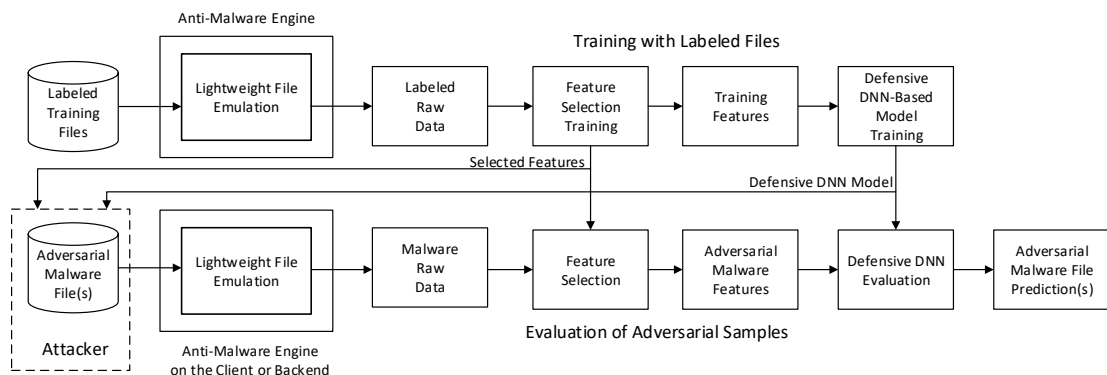 Anti-Malware Engine
Training with Labeled Files
Labeled
Training
Files
Lightweight File
Emulation
Labeled
Raw
Data
Feature
Selection
Training
Training
Features
Defensive
DNN-Based
Model
Training
Selected Features
Defensive DNN Model
Adversarial
Malware
File(s)
Attacker
Lightweight File
Emulation
Malware
Raw
Data
Feature
Selection
Adversarial
Malware
Features
Defensive DNN
Evaluation
Adversarial
Malware File
Prediction(s)
Anti-Malware Engine
on the Client or Backend
Evaluation of Adversarial Samples